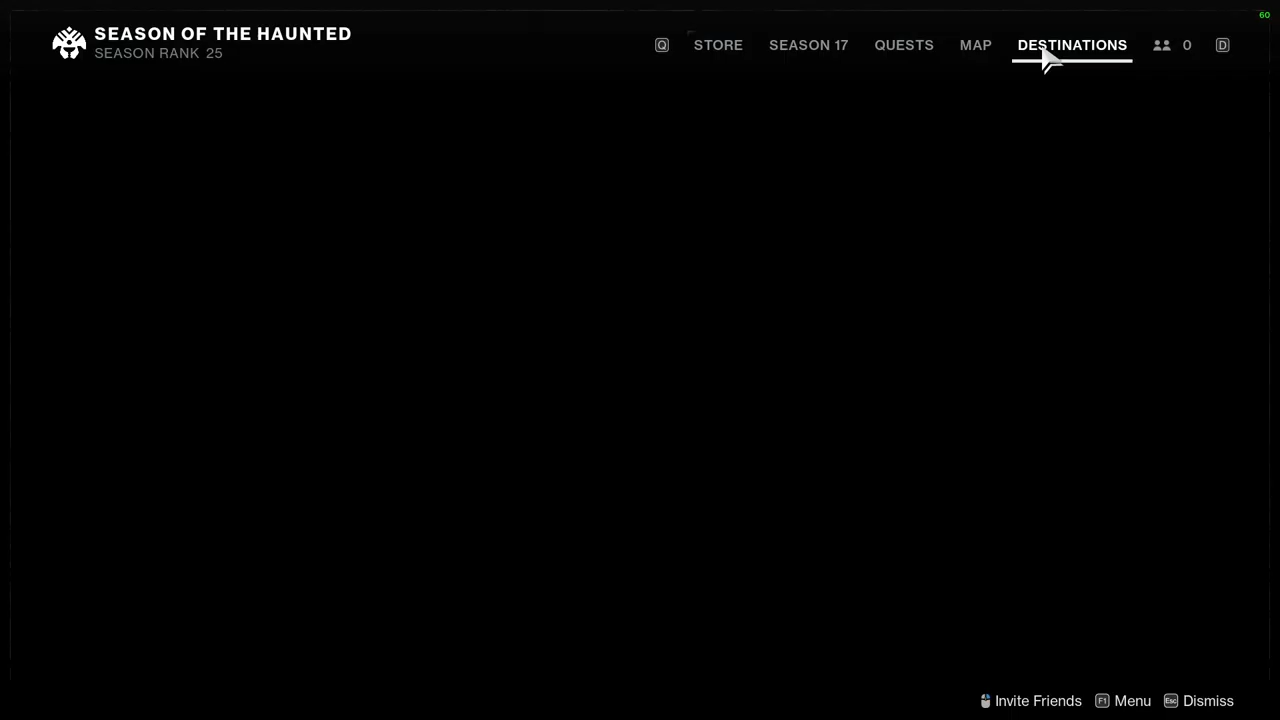 60
SEASON OF THE HAUNTED
SEASON RANK 25
Q STORE SEASON 17 QUESTS MAP DESTINATIONS 0 D
Invite Friends F1 Menu Esc Dismiss